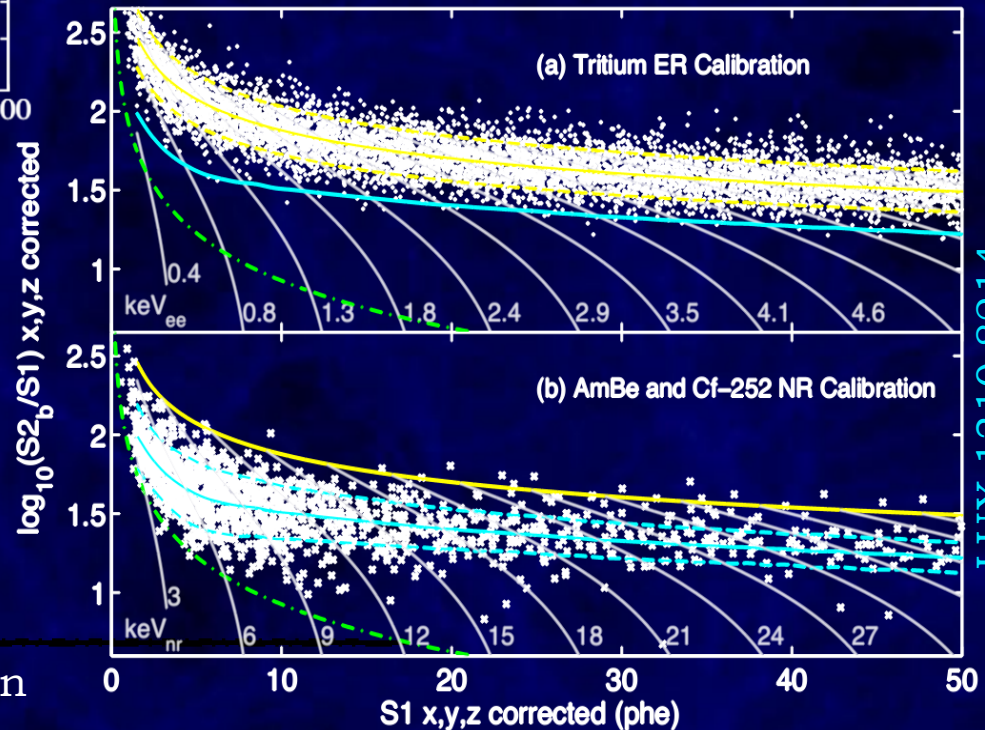 00
2.5
(a) Tritium ER Calibration
2
1.5
1
0.4
keVee
0.8 1.3 1.8 2.4 2.9 3.5 4.1 4.6
log10(S2b/S1) x,y,z corrected
2.5
(b) AmBe and Cf-252 NR Calibration
2
1.5
1
3
keVnr
6 9 12 15 18 21 24 27
n
0 10 20 30 40 50
S1 x,y,z corrected (phe)